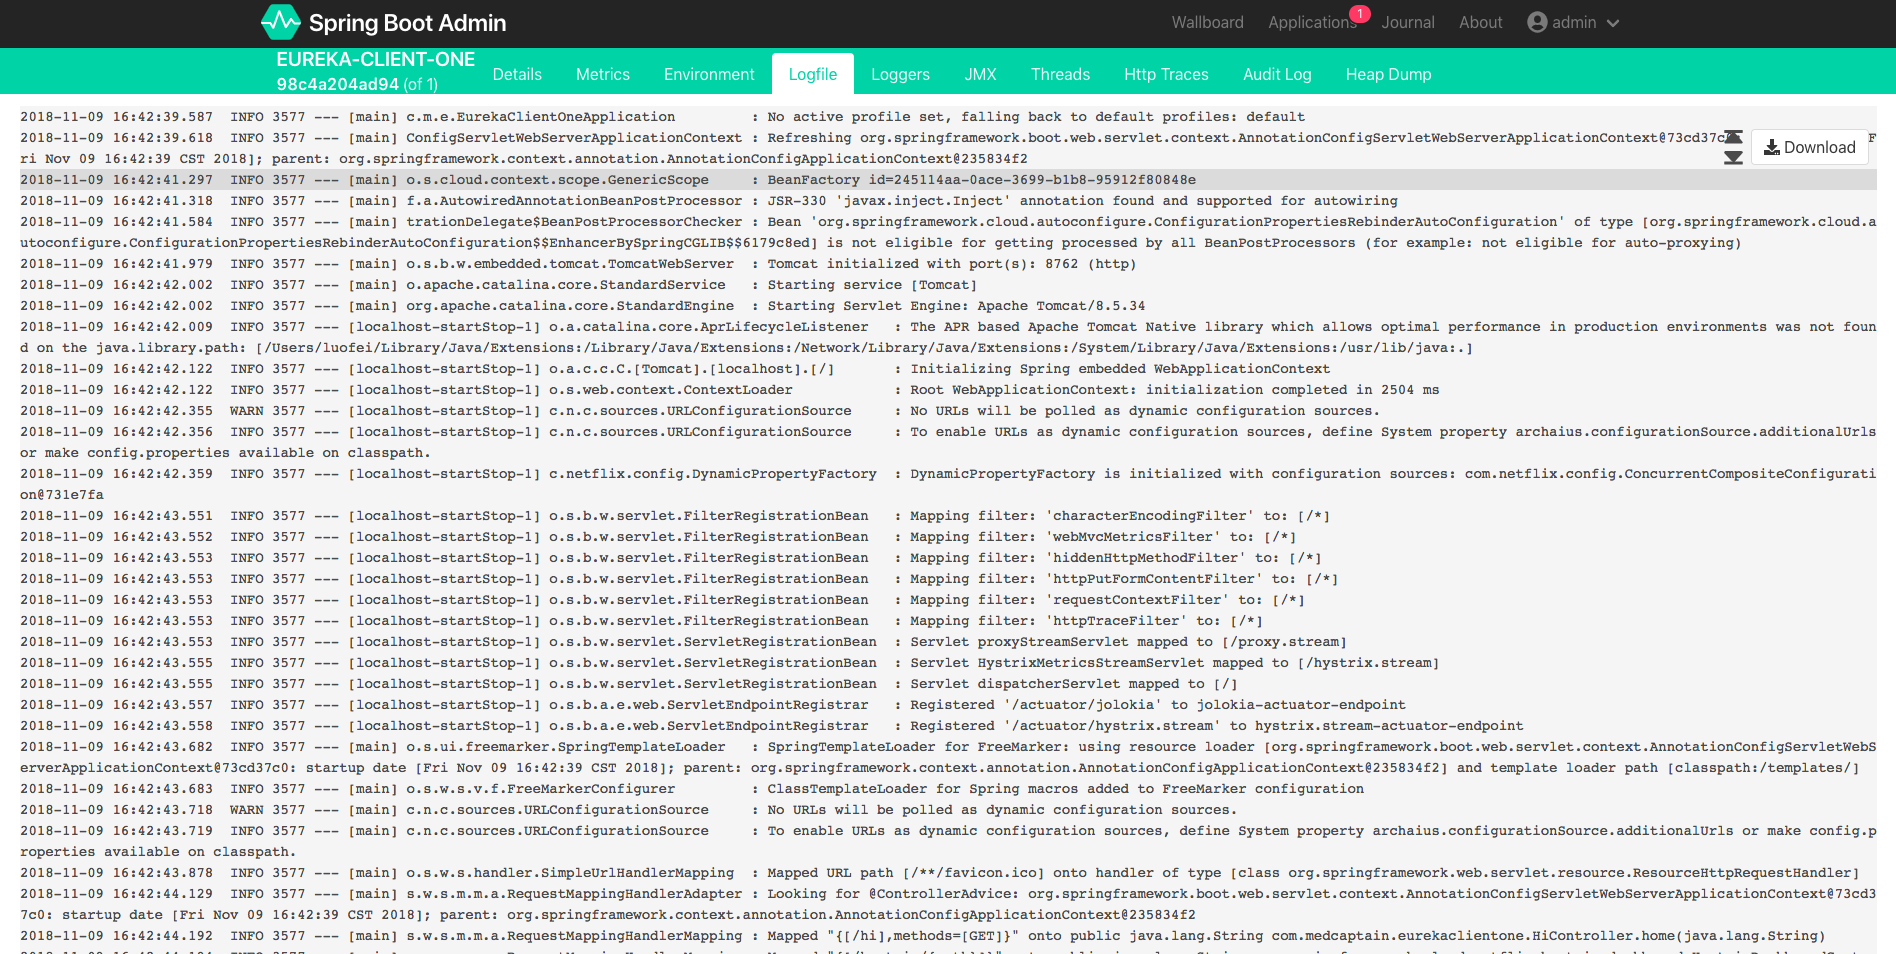 Spring Boot Admin
Wallboard Applications 1 Journal About admin
EUREKA-CLIENT-ONE
98c4a204ad94 (of 1)
Details Metrics Environment Logfile Loggers JMX Threads Http Traces Audit Log Heap Dump
2018-11-09 16:42:39.587  INFO 3577 --- [main] c.m.e.EurekaClientOneApplication         : No active profile set, falling back to default profiles: default
2018-11-09 16:42:39.618  INFO 3577 --- [main] ConfigServletWebServerApplicationContext : Refreshing org.springframework.boot.web.servlet.context.AnnotationConfigServletWebServerApplicationContext@73cd37c F
ri Nov 09 16:42:39 CST 2018]; parent: org.springframework.context.annotation.AnnotationConfigApplicationContext@235834f2
Download
2018-11-09 16:42:41.297  INFO 3577 --- [main] o.s.cloud.context.scope.GenericScope     : BeanFactory id=245114aa-0ace-3699-b1b8-95912f80848e
2018-11-09 16:42:41.318  INFO 3577 --- [main] f.a.AutowiredAnnotationBeanPostProcessor : JSR-330 'javax.inject.Inject' annotation found and supported for autowiring
2018-11-09 16:42:41.584  INFO 3577 --- [main] trationDelegate$BeanPostProcessorChecker : Bean 'org.springframework.cloud.autoconfigure.ConfigurationPropertiesRebinderAutoConfiguration' of type [org.springframework.cloud.a
utoconfigure.ConfigurationPropertiesRebinderAutoConfiguration$$EnhancerBySpringCGLIB$$6179c8ed] is not eligible for getting processed by all BeanPostProcessors (for example: not eligible for auto-proxying)
2018-11-09 16:42:41.979  INFO 3577 --- [main] o.s.b.w.embedded.tomcat.TomcatWebServer  : Tomcat initialized with port(s): 8762 (http)
2018-11-09 16:42:42.002  INFO 3577 --- [main] o.apache.catalina.core.StandardService   : Starting service [Tomcat]
2018-11-09 16:42:42.002  INFO 3577 --- [main] org.apache.catalina.core.StandardEngine  : Starting Servlet Engine: Apache Tomcat/8.5.34
2018-11-09 16:42:42.009  INFO 3577 --- [localhost-startStop-1] o.a.catalina.core.AprLifecycleListener   : The APR based Apache Tomcat Native library which allows optimal performance in production environments was not foun
d on the java.library.path: [/Users/luofei/Library/Java/Extensions:/Library/Java/Extensions:/Network/Library/Java/Extensions:/System/Library/Java/Extensions:/usr/lib/java:.]
2018-11-09 16:42:42.122  INFO 3577 --- [localhost-startStop-1] o.a.c.c.C.[Tomcat].[localhost].[/]       : Initializing Spring embedded WebApplicationContext
2018-11-09 16:42:42.122  INFO 3577 --- [localhost-startStop-1] o.s.web.context.ContextLoader            : Root WebApplicationContext: initialization completed in 2504 ms
2018-11-09 16:42:42.355  WARN 3577 --- [localhost-startStop-1] c.n.c.sources.URLConfigurationSource     : No URLs will be polled as dynamic configuration sources.
2018-11-09 16:42:42.356  INFO 3577 --- [localhost-startStop-1] c.n.c.sources.URLConfigurationSource     : To enable URLs as dynamic configuration sources, define System property archaius.configurationSource.additionalUrls
or make config.properties available on classpath.
2018-11-09 16:42:42.359  INFO 3577 --- [localhost-startStop-1] c.netflix.config.DynamicPropertyFactory  : DynamicPropertyFactory is initialized with configuration sources: com.netflix.config.ConcurrentCompositeConfigurati
on@731e7fa
2018-11-09 16:42:43.551  INFO 3577 --- [localhost-startStop-1] o.s.b.w.servlet.FilterRegistrationBean   : Mapping filter: 'characterEncodingFilter' to: [/*]
2018-11-09 16:42:43.552  INFO 3577 --- [localhost-startStop-1] o.s.b.w.servlet.FilterRegistrationBean   : Mapping filter: 'webMvcMetricsFilter' to: [/*]
2018-11-09 16:42:43.553  INFO 3577 --- [localhost-startStop-1] o.s.b.w.servlet.FilterRegistrationBean   : Mapping filter: 'hiddenHttpMethodFilter' to: [/*]
2018-11-09 16:42:43.553  INFO 3577 --- [localhost-startStop-1] o.s.b.w.servlet.FilterRegistrationBean   : Mapping filter: 'httpPutFormContentFilter' to: [/*]
2018-11-09 16:42:43.553  INFO 3577 --- [localhost-startStop-1] o.s.b.w.servlet.FilterRegistrationBean   : Mapping filter: 'requestContextFilter' to: [/*]
2018-11-09 16:42:43.553  INFO 3577 --- [localhost-startStop-1] o.s.b.w.servlet.FilterRegistrationBean   : Mapping filter: 'httpTraceFilter' to: [/*]
2018-11-09 16:42:43.553  INFO 3577 --- [localhost-startStop-1] o.s.b.w.servlet.ServletRegistrationBean  : Servlet proxyStreamServlet mapped to [/proxy.stream]
2018-11-09 16:42:43.555  INFO 3577 --- [localhost-startStop-1] o.s.b.w.servlet.ServletRegistrationBean  : Servlet HystrixMetricsStreamServlet mapped to [/hystrix.stream]
2018-11-09 16:42:43.555  INFO 3577 --- [localhost-startStop-1] o.s.b.w.servlet.ServletRegistrationBean  : Servlet dispatcherServlet mapped to [/]
2018-11-09 16:42:43.557  INFO 3577 --- [localhost-startStop-1] o.s.b.a.e.web.ServletEndpointRegistrar   : Registered '/actuator/jolokia' to jolokia-actuator-endpoint
2018-11-09 16:42:43.558  INFO 3577 --- [localhost-startStop-1] o.s.b.a.e.web.ServletEndpointRegistrar   : Registered '/actuator/hystrix.stream' to hystrix.stream-actuator-endpoint
2018-11-09 16:42:43.682  INFO 3577 --- [main] o.s.ui.freemarker.SpringTemplateLoader   : SpringTemplateLoader for FreeMarker: using resource loader [org.springframework.boot.web.servlet.context.AnnotationConfigServletWebS
erverApplicationContext@73cd37c0: startup date [Fri Nov 09 16:42:39 CST 2018]; parent: org.springframework.context.annotation.AnnotationConfigApplicationContext@235834f2] and template loader path [classpath:/templates/]
2018-11-09 16:42:43.683  INFO 3577 --- [main] o.s.w.s.v.f.FreeMarkerConfigurer         : ClassTemplateLoader for Spring macros added to FreeMarker configuration
2018-11-09 16:42:43.718  WARN 3577 --- [main] c.n.c.sources.URLConfigurationSource     : No URLs will be polled as dynamic configuration sources.
2018-11-09 16:42:43.719  INFO 3577 --- [main] c.n.c.sources.URLConfigurationSource     : To enable URLs as dynamic configuration sources, define System property archaius.configurationSource.additionalUrls or make config.p
roperties available on classpath.
2018-11-09 16:42:43.878  INFO 3577 --- [main] o.s.w.s.handler.SimpleUrlHandlerMapping  : Mapped URL path [/**/favicon.ico] onto handler of type [class org.springframework.web.servlet.resource.ResourceHttpRequestHandler]
2018-11-09 16:42:44.129  INFO 3577 --- [main] s.w.s.m.m.a.RequestMappingHandlerAdapter : Looking for @ControllerAdvice: org.springframework.boot.web.servlet.context.AnnotationConfigServletWebServerApplicationContext@73cd3
7c0: startup date [Fri Nov 09 16:42:39 CST 2018]; parent: org.springframework.context.annotation.AnnotationConfigApplicationContext@235834f2
2018-11-09 16:42:44.192  INFO 3577 --- [main] s.w.s.m.m.a.RequestMappingHandlerMapping : Mapped "{[/hi],methods=[GET]}" onto public java.lang.String com.medcaptain.eurekaclientone.HiController.home(java.lang.String)